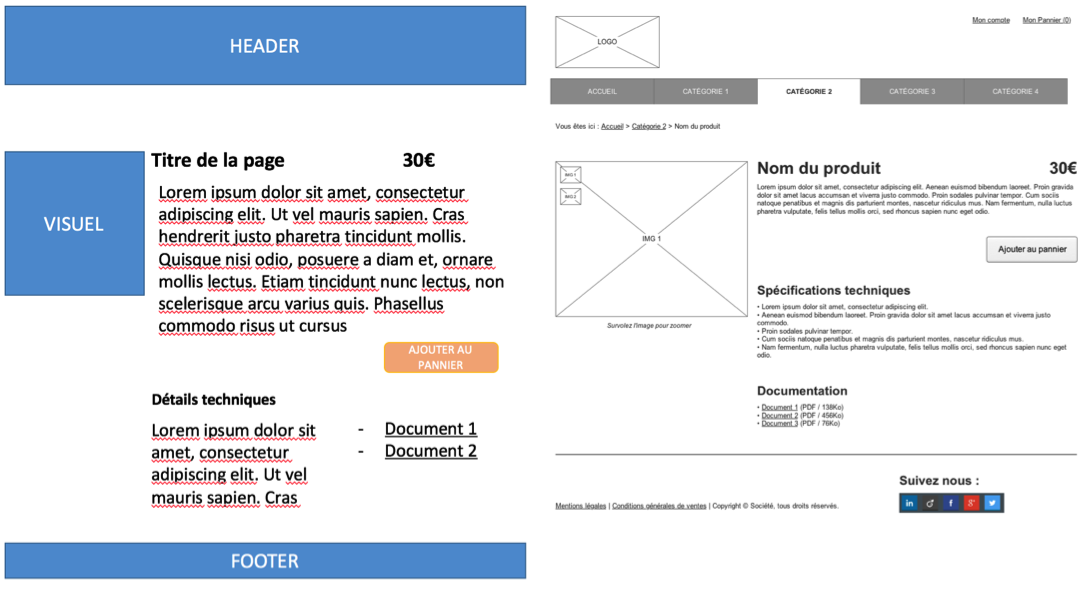 HEADER
VISUEL
Titre de la page 30€
Lorem ipsum dolor sit amet, consectetur
adipiscing elit. Ut vel mauris sapien. Cras
hendrerit justo pharetra tincidunt mollis.
Quisque nisi odio, posuere a diam et, ornare
mollis lectus. Etiam tincidunt nunc lectus, non
scelerisque arcu varius quis. Phasellus
commodo risus ut cursus
AJOUTER AU
PANNIER
Détails techniques
Lorem ipsum dolor sit
amet, consectetur
adipiscing elit. Ut vel
mauris sapien. Cras
- Document 1
- Document 2
FOOTER
LOGO
Mon compte Mon Pannier (0)
ACCUEIL CATÉGORIE 1 CATÉGORIE 2 CATÉGORIE 3 CATÉGORIE 4
Vous êtes ici : Accueil > Catégorie 2 > Nom du produit
IMG 1
IMG 2
IMG 1
Survolez l'image pour zoomer
Nom du produit 30€
Lorem ipsum dolor sit amet, consectetur adipiscing elit. Aenean euismod bibendum laoreet. Proin gravida
dolor sit amet lacus accumsan et viverra justo commodo. Proin sodales pulvinar tempor. Cum sociis
natoque penatibus et magnis dis parturient montes, nascetur ridiculus mus. Nam fermentum, nulla luctus
pharetra vulputate, felis tellus mollis orci, sed rhoncus sapien nunc eget odio.
Ajouter au pannier
Spécifications techniques
• Lorem ipsum dolor sit amet, consectetur adipiscing elit.
• Aenean euismod bibendum laoreet. Proin gravida dolor sit amet lacus accumsan et viverra justo
commodo.
• Proin sodales pulvinar tempor.
• Cum sociis natoque penatibus et magnis dis parturient montes, nascetur ridiculus mus.
• Nam fermentum, nulla luctus pharetra vulputate, felis tellus mollis orci, sed rhoncus sapien nunc eget
odio.
Documentation
• Document 1 (PDF / 138Ko)
• Document 2 (PDF / 456Ko)
• Document 3 (PDF / 76Ko)
Suivez nous :
Mentions légales | Conditions générales de ventes | Copyright © Société, tous droits réservés.